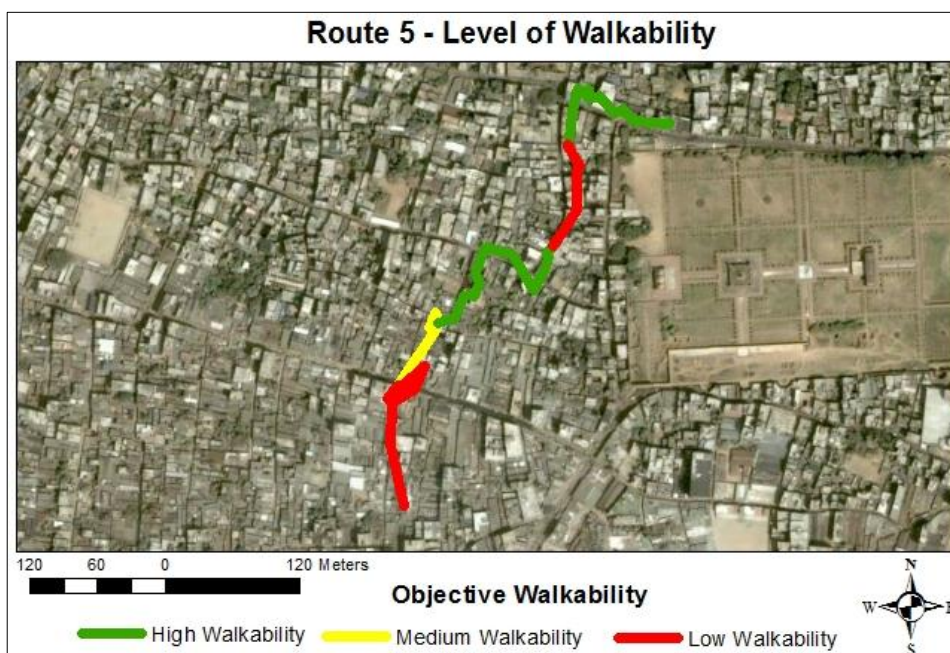 Route 5 - Level of Walkability
120 60 0 120 Meters
Objective Walkability
N
W E
S
High Walkability Medium Walkability Low Walkability